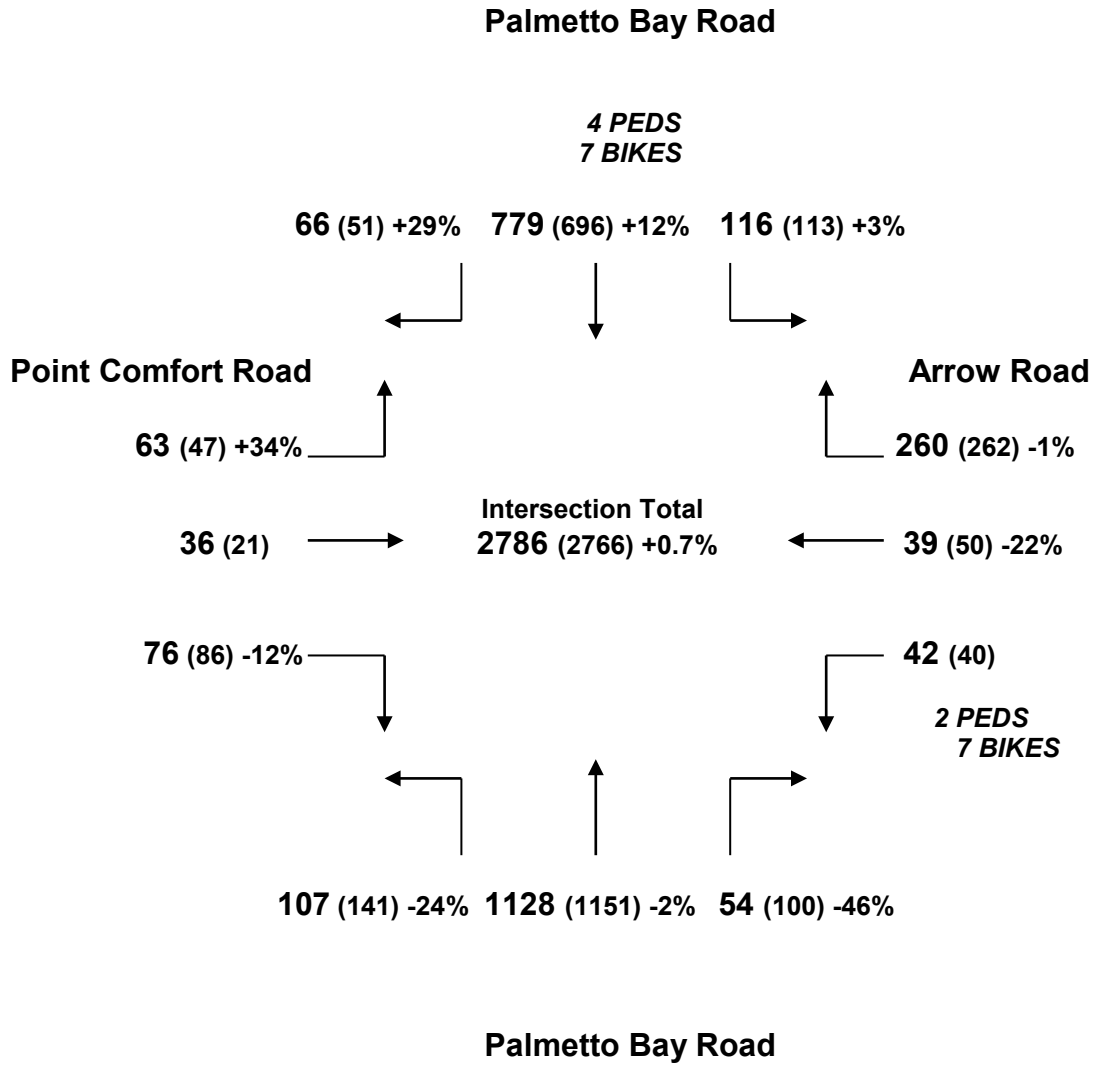 Palmetto Bay Road
4 PEDS
7 BIKES
66 (51) +29% 779 (696) +12% 116 (113) +3%
Point Comfort Road
Arrow Road
63 (47) +34%
260 (262) -1%
Intersection Total
36 (21)
2786 (2766) +0.7%
39 (50) -22%
76 (86) -12%
42 (40)
2 PEDS
7 BIKES
107 (141) -24% 1128 (1151) -2% 54 (100) -46%
Palmetto Bay Road